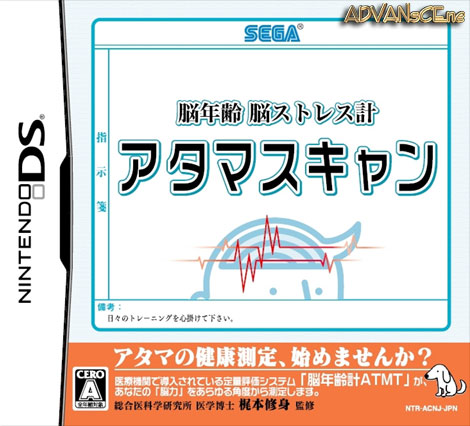 ADVANsCEne
SEGA
NINTENDO DS
脳年齢 脳ストレス計
アタマスキャン
指示箋
備考：
日々のトレーニングを心掛けて下さい。
アタマの健康測定、始めませんか？
医療機関で導入されている定量評価システム「脳年齢計ATMT」が、
あなたの「脳力」をあらゆる角度から測定します。
総合医科学研究所 医学博士 梶本修身 監修
CERO
A
全年齢対象
NTR-ACNJ-JPN